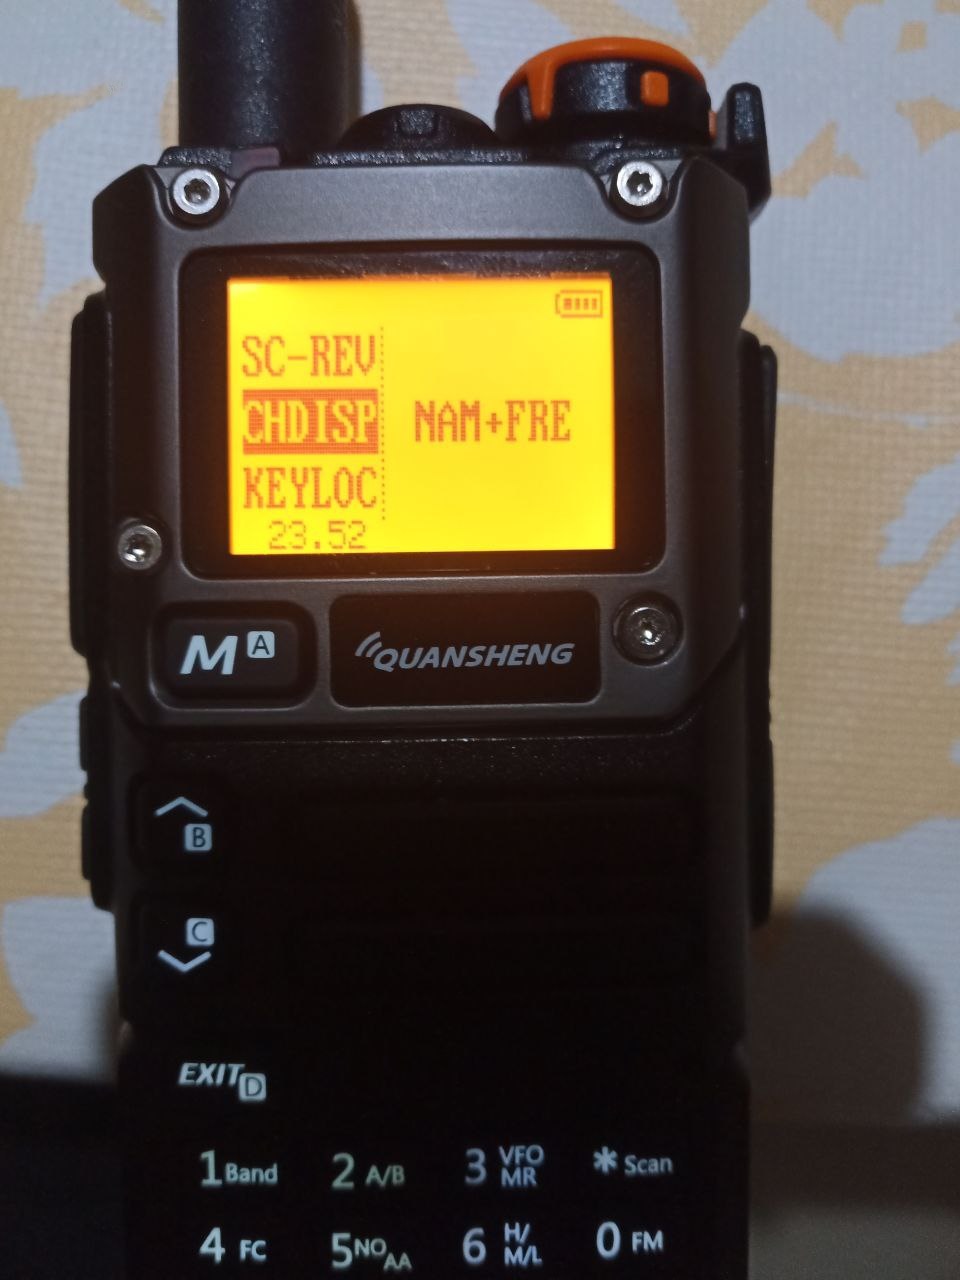 SC-REV
CHDISP NAM+FRE
KEYLOC
23.52
M A QUANSHENG
B
C
EXIT D
1 Band 2 A/B 3 VFO MR * Scan
4 FC 5 NO AA 6 H/M/L 0 FM